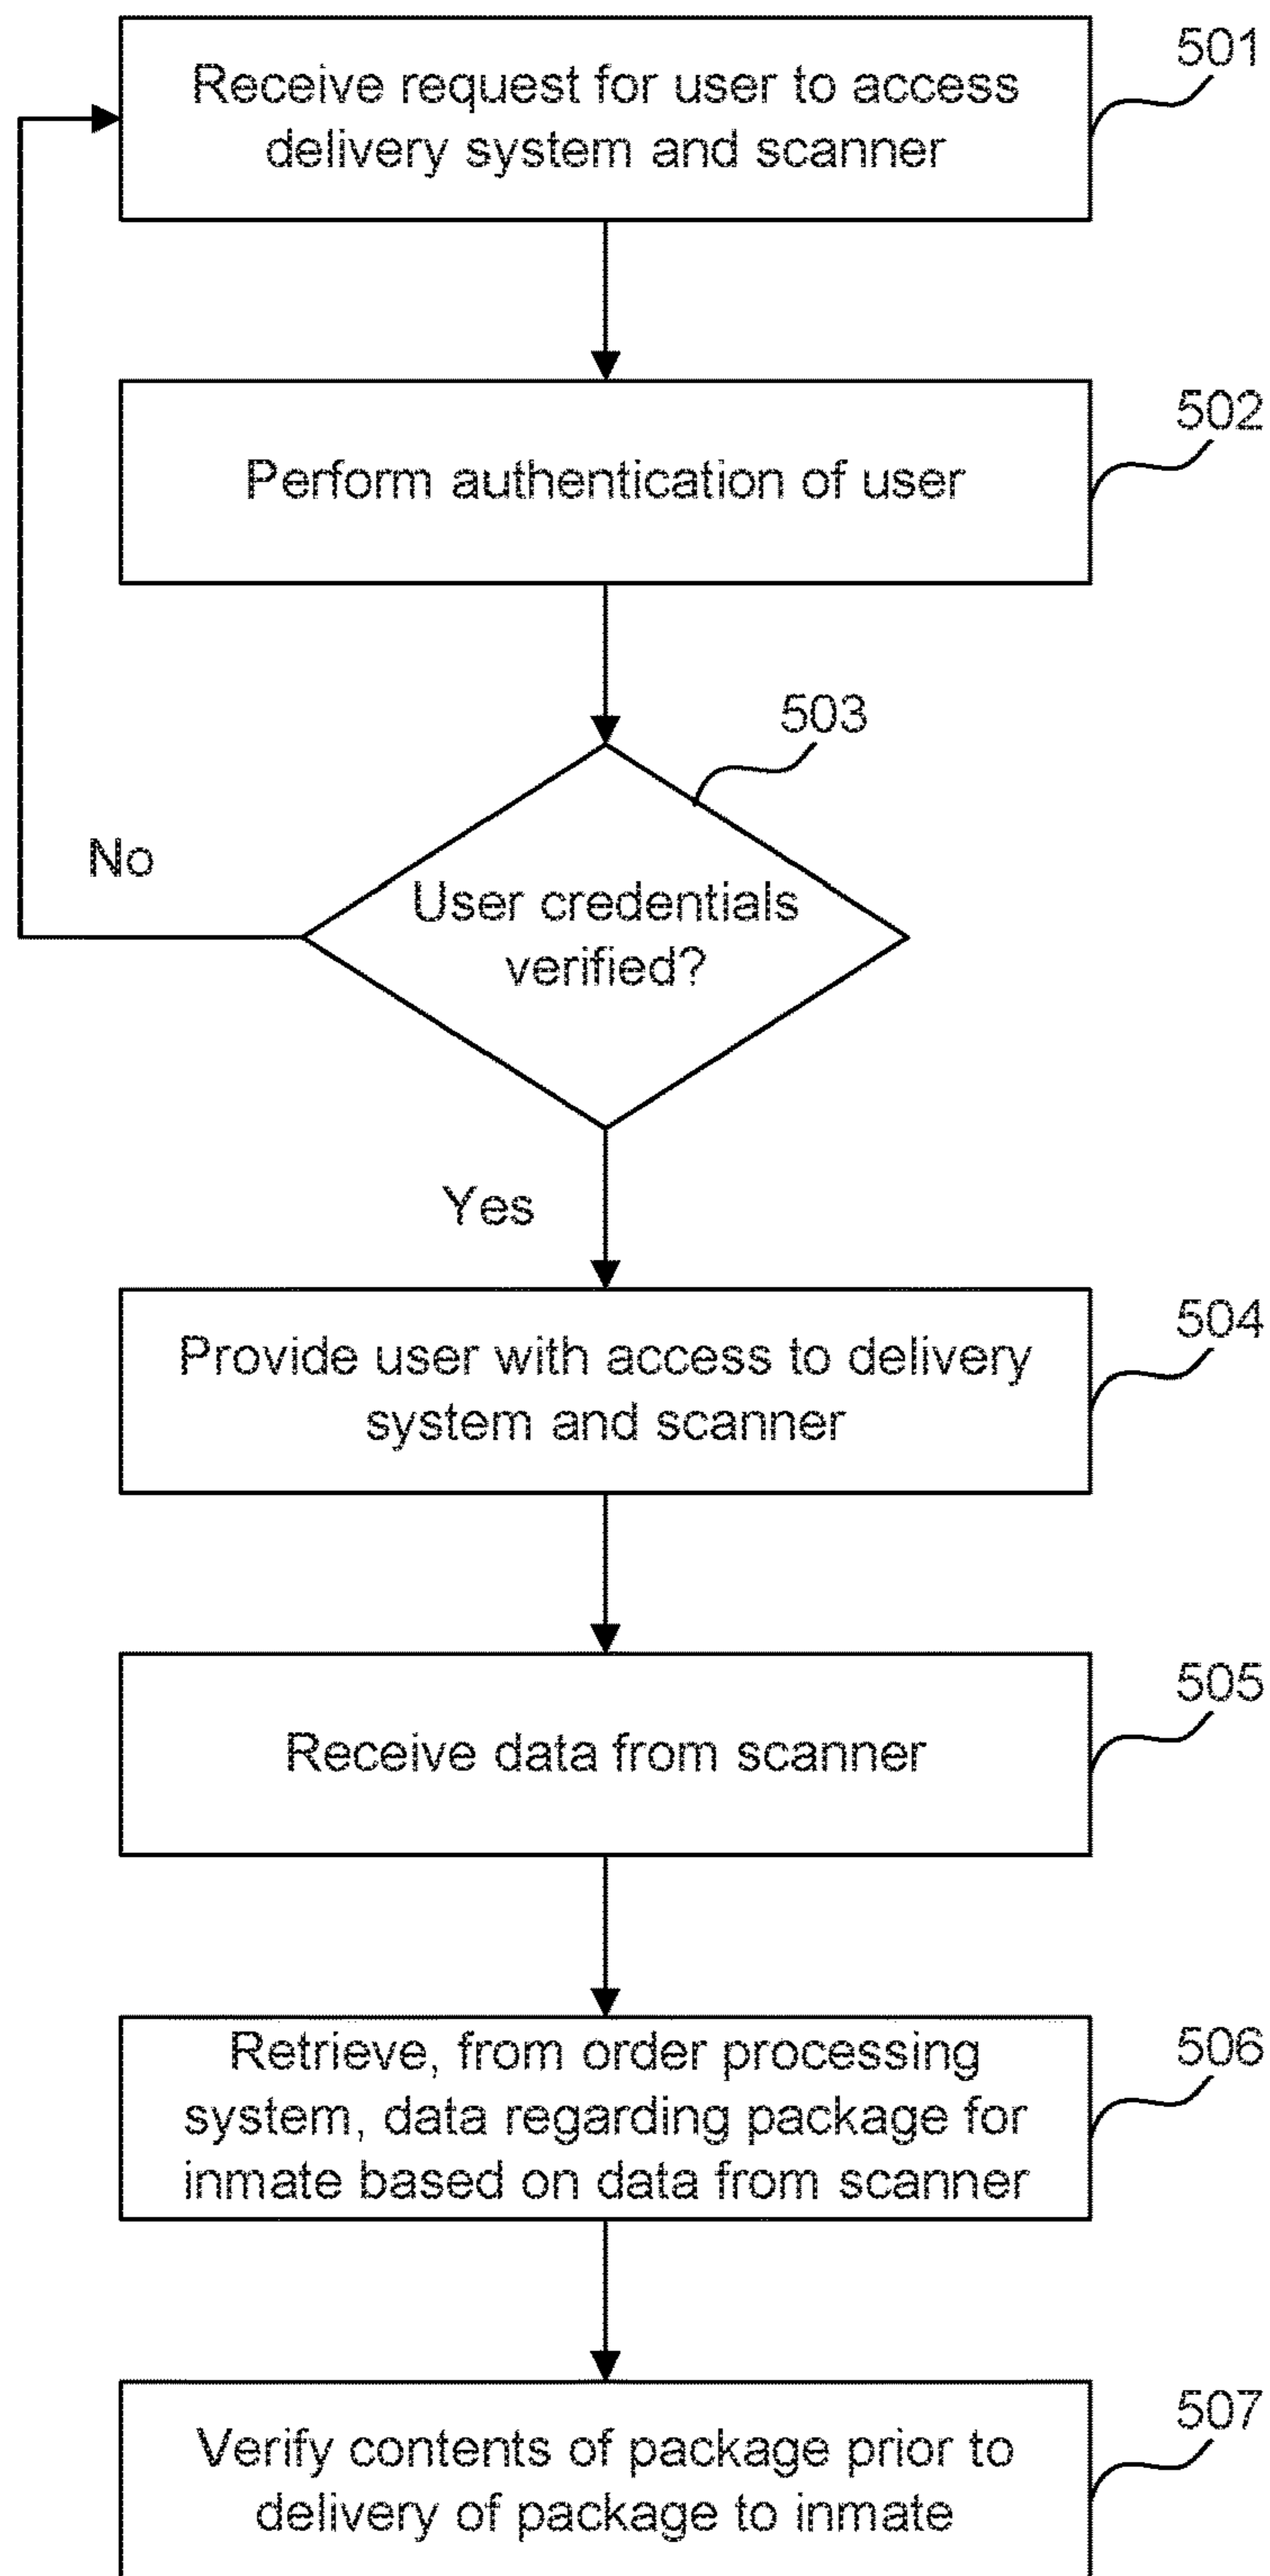 501
Receive request for user to access
delivery system and scanner
502
Perform authentication of user
503
No
User credentials
verified?
Yes
504
Provide user with access to delivery
system and scanner
505
Receive data from scanner
506
Retrieve, from order processing
system, data regarding package for
inmate based on data from scanner
507
Verify contents of package prior to
delivery of package to inmate